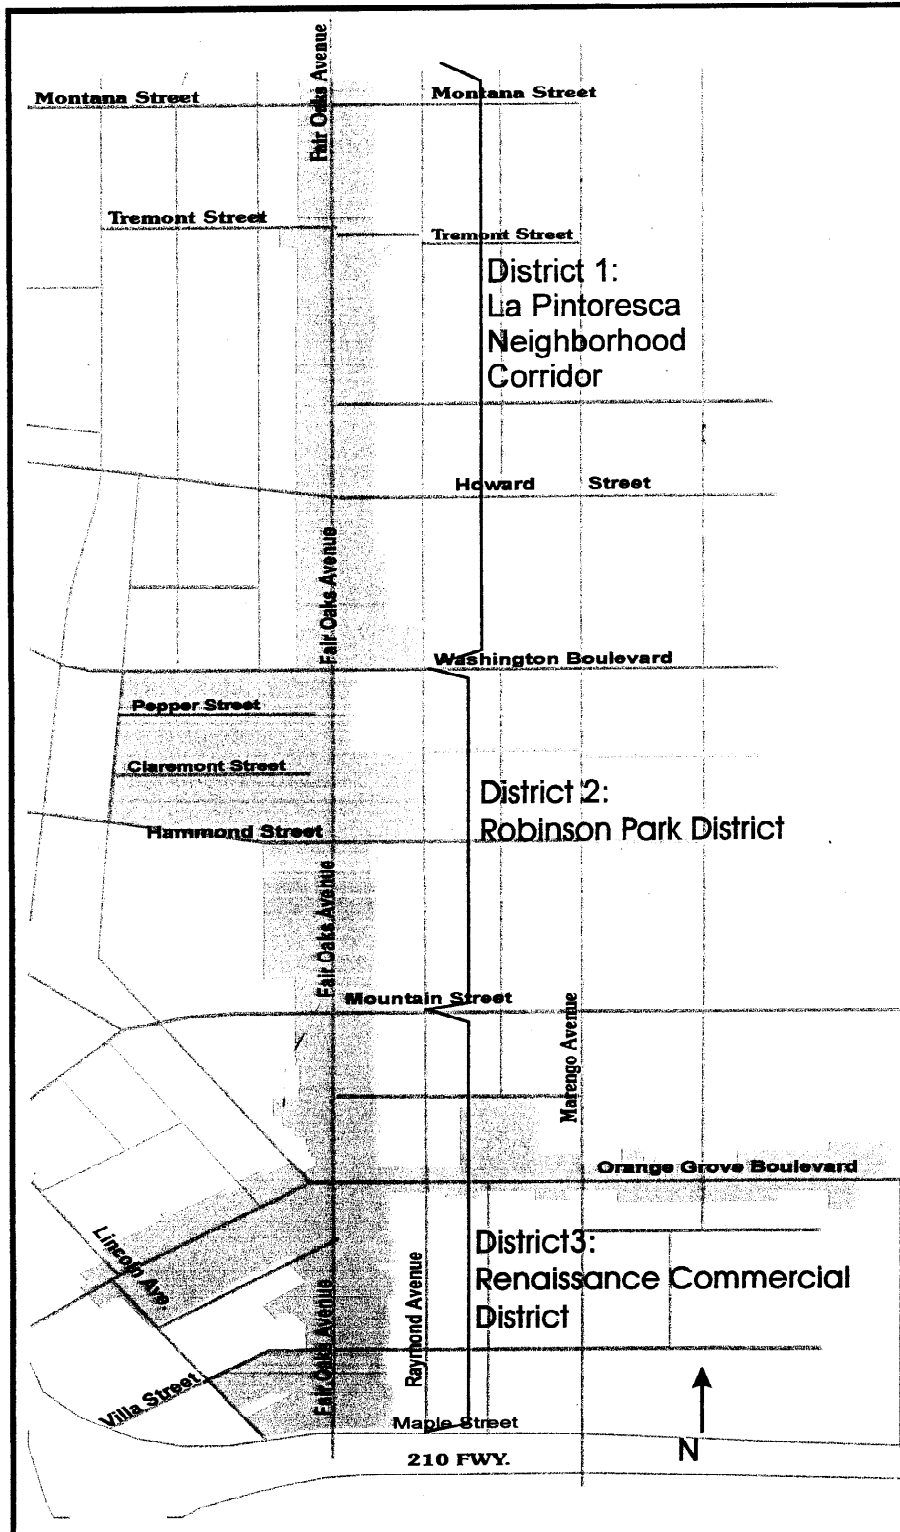 Fair Oaks Avenue
Montana Street
Montana Street
Tremont Street
Tremont Street
District 1:
La Pintoresca
Neighborhood
Corridor
Howard Street
Fair Oaks Avenue
Washington Boulevard
Pepper Street
Claremont Street
District 2:
Robinson Park District
Hammond Street
Fair Oaks Avenue
Mountain Street
Marengo Avenue
Orange Grove Boulevard
Lincoln Ave
District3:
Renaissance Commercial
District
Raymond Avenue
Fair Oaks Avenue
Villa Street
Maple Street
N
210 FWY.